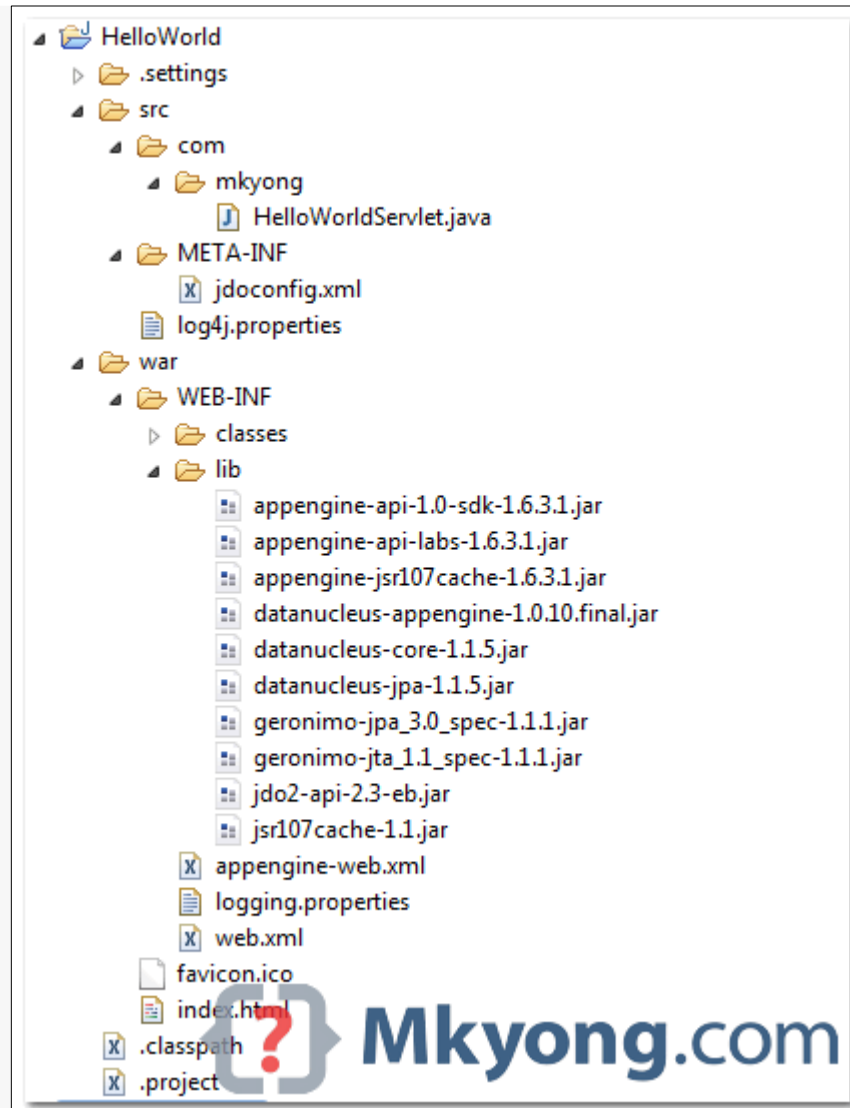 HelloWorld
.settings
src
com
mkyong
HelloWorldServlet.java
META-INF
jdoconfig.xml
log4j.properties
war
WEB-INF
classes
lib
appengine-api-1.0-sdk-1.6.3.1.jar
appengine-api-labs-1.6.3.1.jar
appengine-jsr107cache-1.6.3.1.jar
datanucleus-appengine-1.0.10.final.jar
datanucleus-core-1.1.5.jar
datanucleus-jpa-1.1.5.jar
geronimo-jpa_3.0_spec-1.1.1.jar
geronimo-jta_1.1_spec-1.1.1.jar
jdo2-api-2.3-eb.jar
jsr107cache-1.1.jar
appengine-web.xml
logging.properties
web.xml
favicon.ico
index.html
.classpath
.project
{?} Mkyong.com